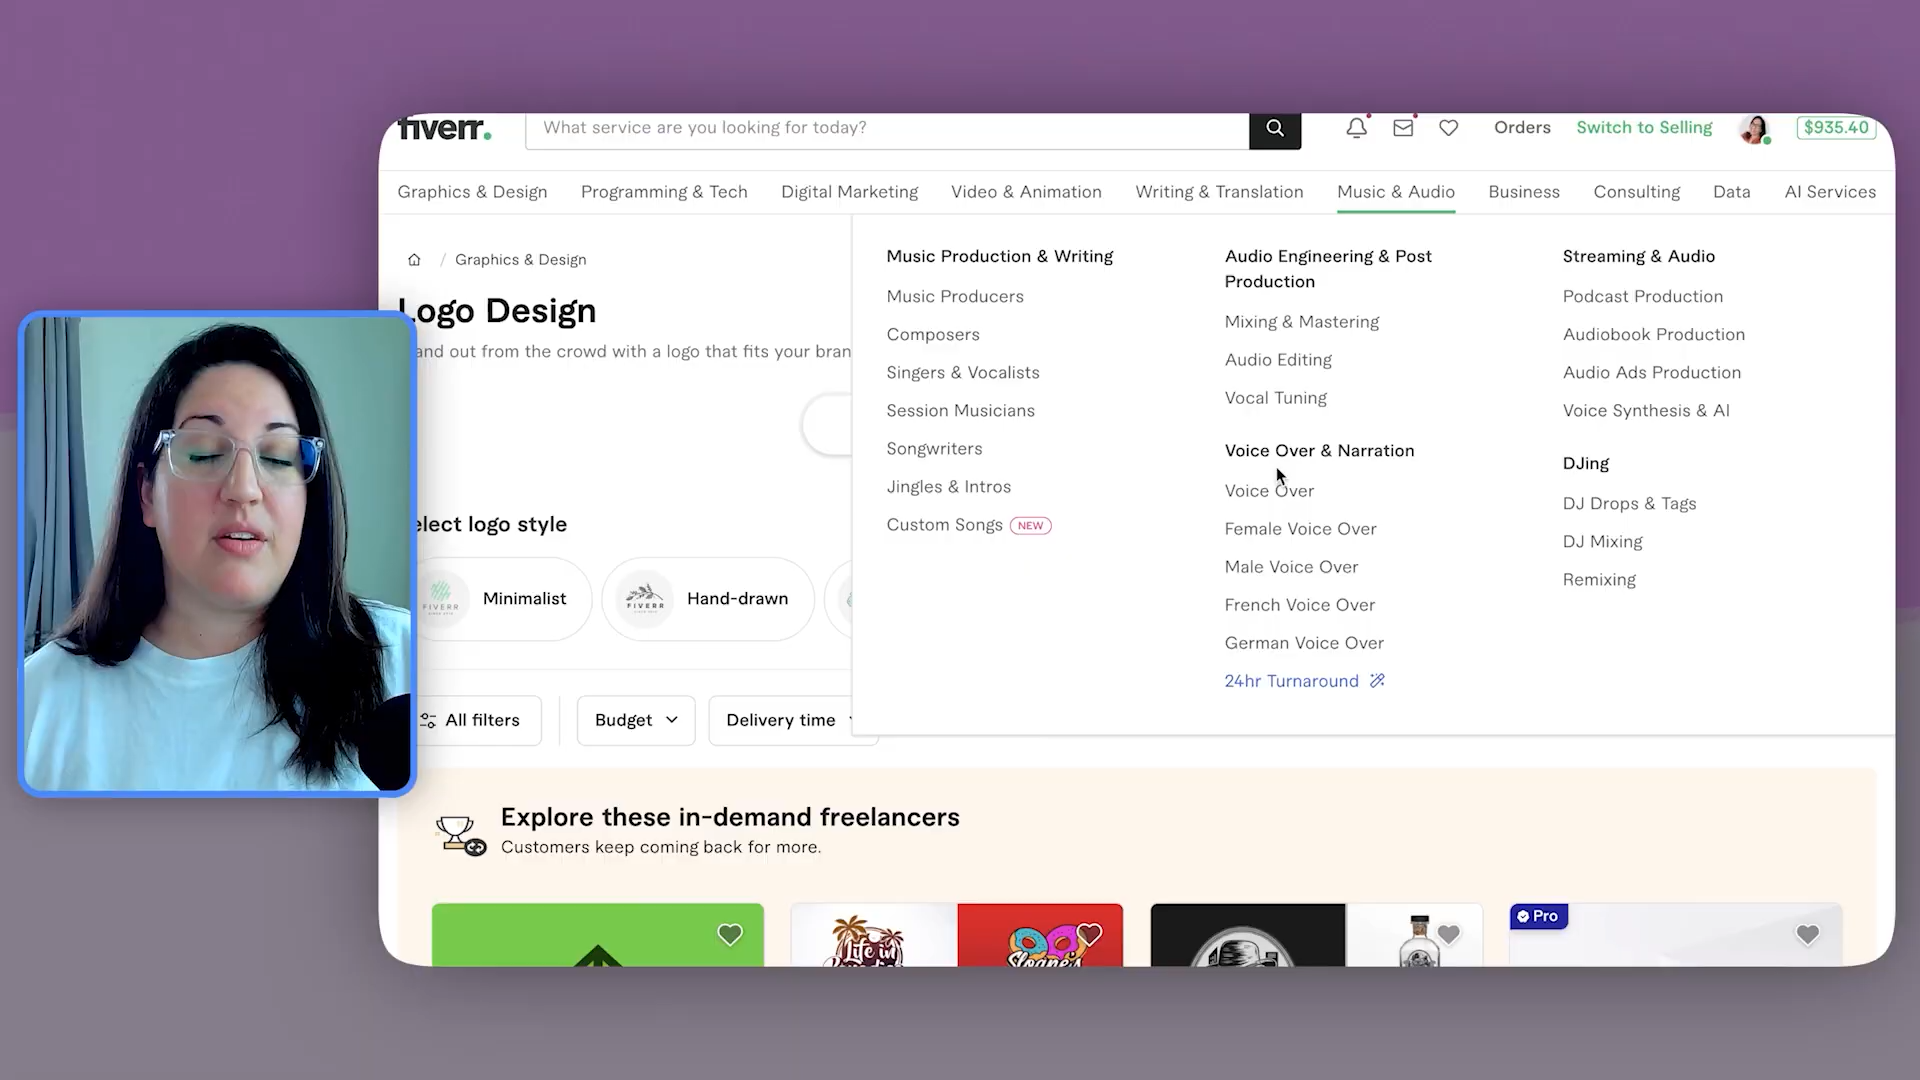 fiverr.
What service are you looking for today?
Orders
Switch to Selling
$935.40
Graphics & Design
Programming & Tech
Digital Marketing
Video & Animation
Writing & Translation
Music & Audio
Business
Consulting
Data
AI Services
/ Graphics & Design
Logo Design
and out from the crowd with a logo that fits your bran
elect logo style
FIVERR
Minimalist
FIVERR
Hand-drawn
All filters
Budget
Delivery time
Music Production & Writing
Music Producers
Composers
Singers & Vocalists
Session Musicians
Songwriters
Jingles & Intros
Custom Songs NEW
Audio Engineering & Post
Production
Mixing & Mastering
Audio Editing
Vocal Tuning
Voice Over & Narration
Voice Over
Female Voice Over
Male Voice Over
French Voice Over
German Voice Over
24hr Turnaround
Streaming & Audio
Podcast Production
Audiobook Production
Audio Ads Production
Voice Synthesis & AI
DJing
DJ Drops & Tags
DJ Mixing
Remixing
Explore these in-demand freelancers
Customers keep coming back for more.
Life in
Sloane's
Pro